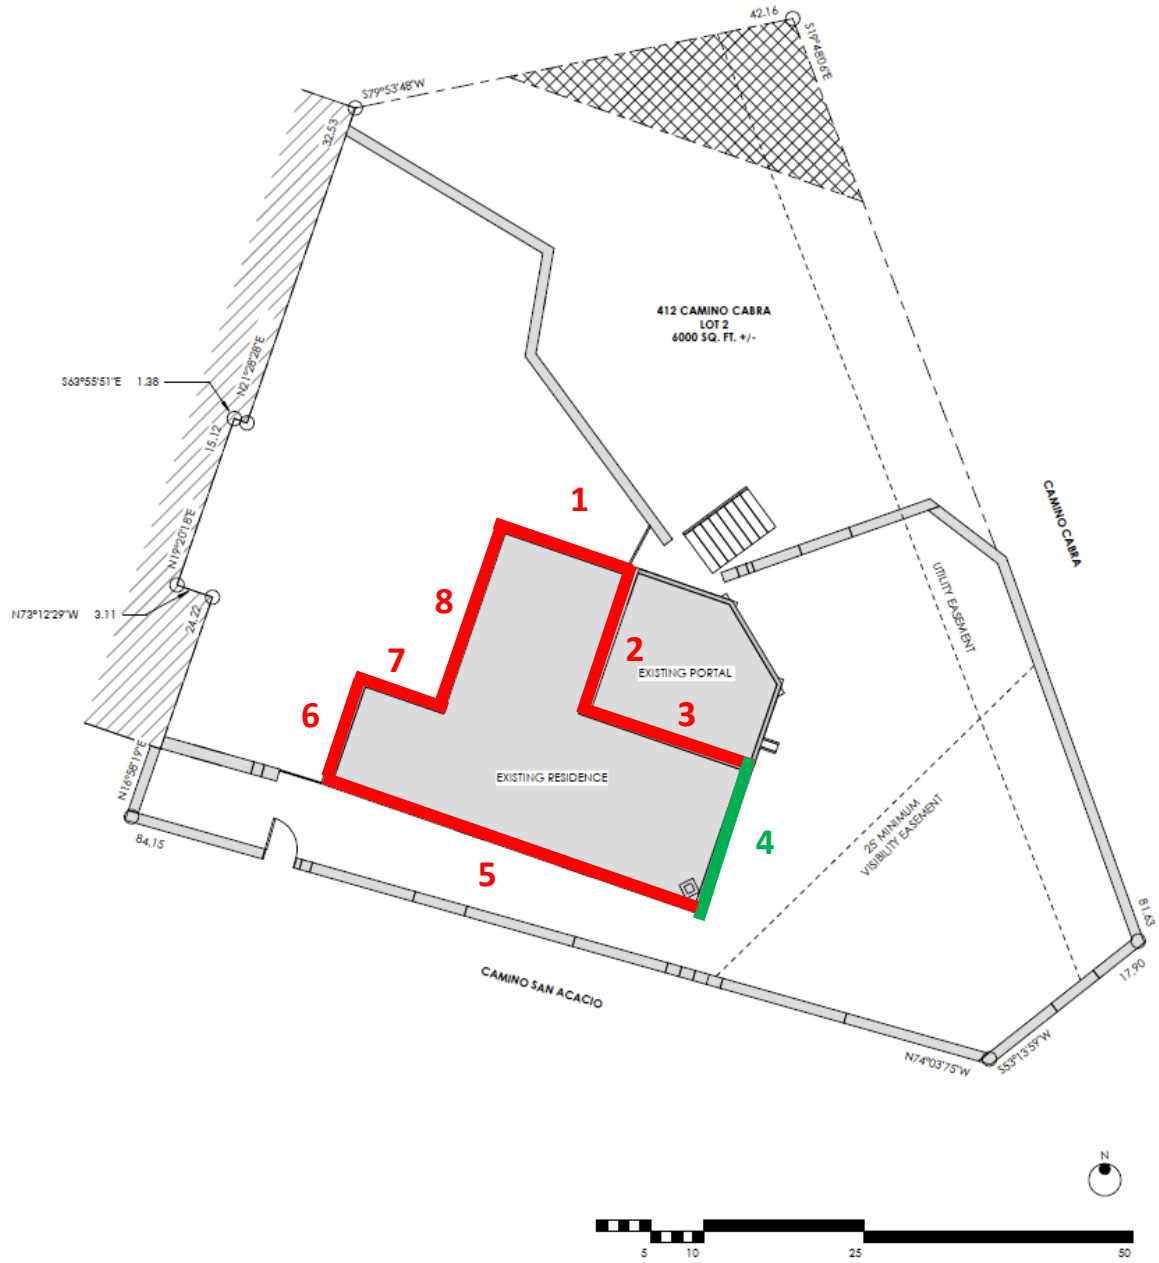 42.16
S19°48'06"E
S79°53'48"W
32.53
412 CAMINO CABRA
LOT 2
6000 SQ. FT. +/-
N21°28'28"E
S63°55'51"E 1.38
15.12
CAMINO CABRA
1
N19°20'18"E
UTILITY EASEMENT
8
N73°12'29"W 3.11
24.22
2
7
EXISTING PORTAL
6
3
N16°58'19"E
EXISTING RESIDENCE
25' MINIMUM
VISIBILITY EASEMENT
84.15
4
5
81.63
CAMINO SAN ACACIO
17.90
N74°03'75"W
S53°13'59"W
N
5 10 25 50